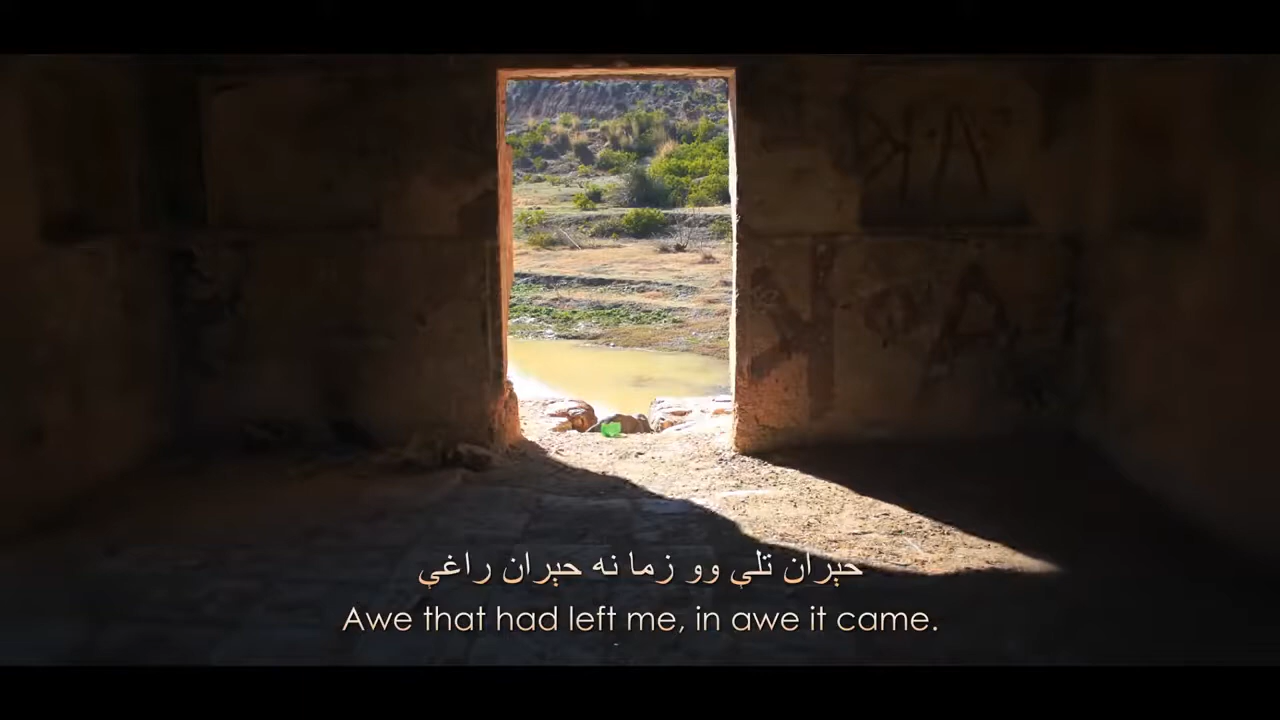 حېران تلې وو زما نه حېران راغې
Awe that had left me, in awe it came.